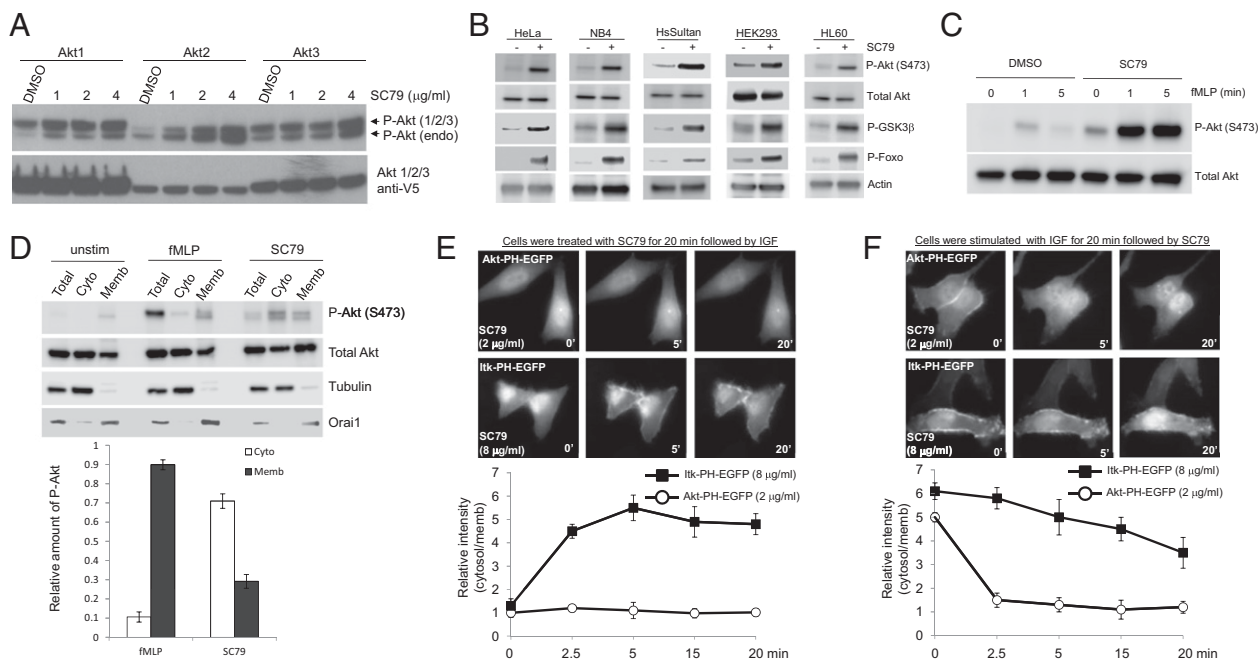 A
Akt1 Akt2 Akt3
DMSO 1 2 4 DMSO 1 2 4 DMSO 1 2 4 SC79 (μg/ml)
P-Akt (1/2/3)
P-Akt (endo)
Akt 1/2/3
anti-V5
B
HeLa NB4 HsSultan HEK293 HL60
- + - + - + - + - + SC79
P-Akt (S473)
Total Akt
P-GSK3β
P-Foxo
Actin
C
DMSO SC79
0 1 5 0 1 5 fMLP (min)
P-Akt (S473)
Total Akt
D
unstim fMLP SC79
Total Cyto Memb Total Cyto Memb Total Cyto Memb
P-Akt (S473)
Total Akt
Tubulin
Orai1
Relative amount of P-Akt
1
0.9
0.8
0.7
0.6
0.5
0.4
0.3
0.2
0.1
0
Cyto
Memb
fMLP SC79
E
Cells were treated with SC79 for 20 min followed by IGF
Akt-PH-EGFP
SC79
(2 μg/ml) 0' 5' 20'
Itk-PH-EGFP
SC79
(8 μg/ml) 0' 5' 20'
Relative intensity
(cytosol/memb)
7
6
5
4
3
2
1
0
Itk-PH-EGFP (8 μg/ml)
Akt-PH-EGFP (2 μg/ml)
0 2.5 5 15 20 min
F
Cells were stimulated with IGF for 20 min followed by SC79
Akt-PH-EGFP
SC79
(2 μg/ml) 0' 5' 20'
Itk-PH-EGFP
SC79
(8 μg/ml) 0' 5' 20'
Relative intensity
(cytosol/memb)
7
6
5
4
3
2
1
0
Itk-PH-EGFP (8 μg/ml)
Akt-PH-EGFP (2 μg/ml)
0 2.5 5 15 20 min